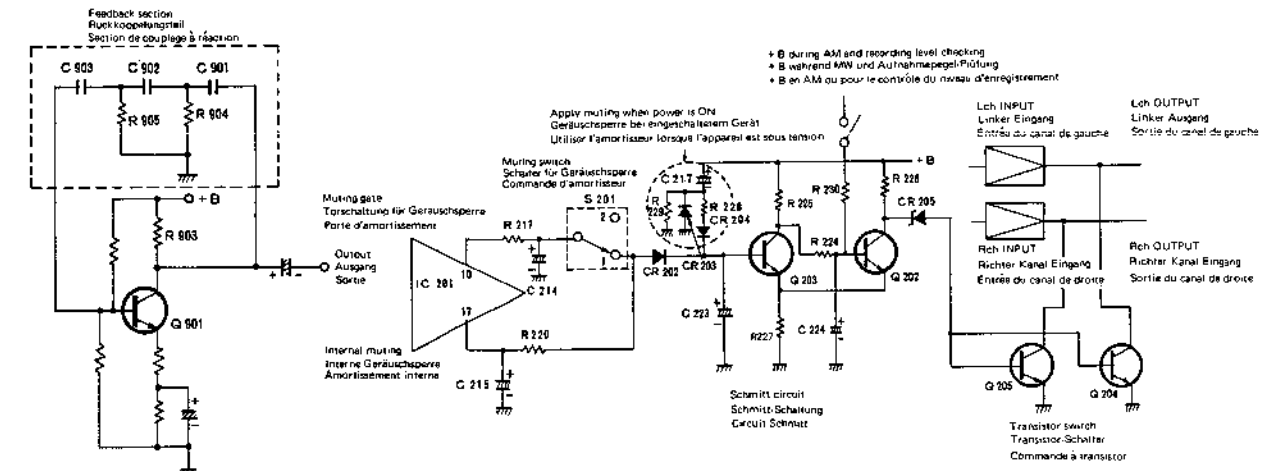 Feedback section
Rückkoppelungsteil
Section de couplage à réaction
C 903
C 902
C 901
R 905
R 904
+ B
R 903
Q 901
+
-
+
Output
Ausgang
Sortie
Muting gate
Torschaltung für Geräuschsperre
Porte d'amortissement
IC 201
10
17
R 217
+
-
C 214
Internal muting
Interne Geräuschsperre
Amortissement interne
R 220
C 215
+
-
Muting switch
Schalter für Geräuschsperre
Commande d'amortisseur
S 201
2
1
CR 202
Apply muting when power is ON
Geräuschsperre bei eingeschaltetem Gerät
Utiliser l'amortisseur lorsque l'appareil est sous tension
C 217
+
-
R 229
R 228
CR 204
CR 203
C 223
+
-
+ B during AM and recording level checking
+ B während MW und Aufnahmepegel-Prüfung
+ B en AM ou pour le contrôle du niveau d'enregistrement
+ B
R 225
R 230
R 226
R 224
Q 203
Q 202
R227
C 224
+
-
CR 205
Schmitt circuit
Schmitt-Schaltung
Circuit Schmitt
Lch INPUT
Linker Eingang
Entrée du canal de gauche
Lch OUTPUT
Linker Ausgang
Sortie du canal de gauche
Rch INPUT
Richter Kanal Eingang
Entrée du canal de droite
Rch OUTPUT
Richter Kanal Eingang
Sortie du canal de droite
Q 205
Q 204
Transistor switch
Transistor-Schalter
Commande à transistor